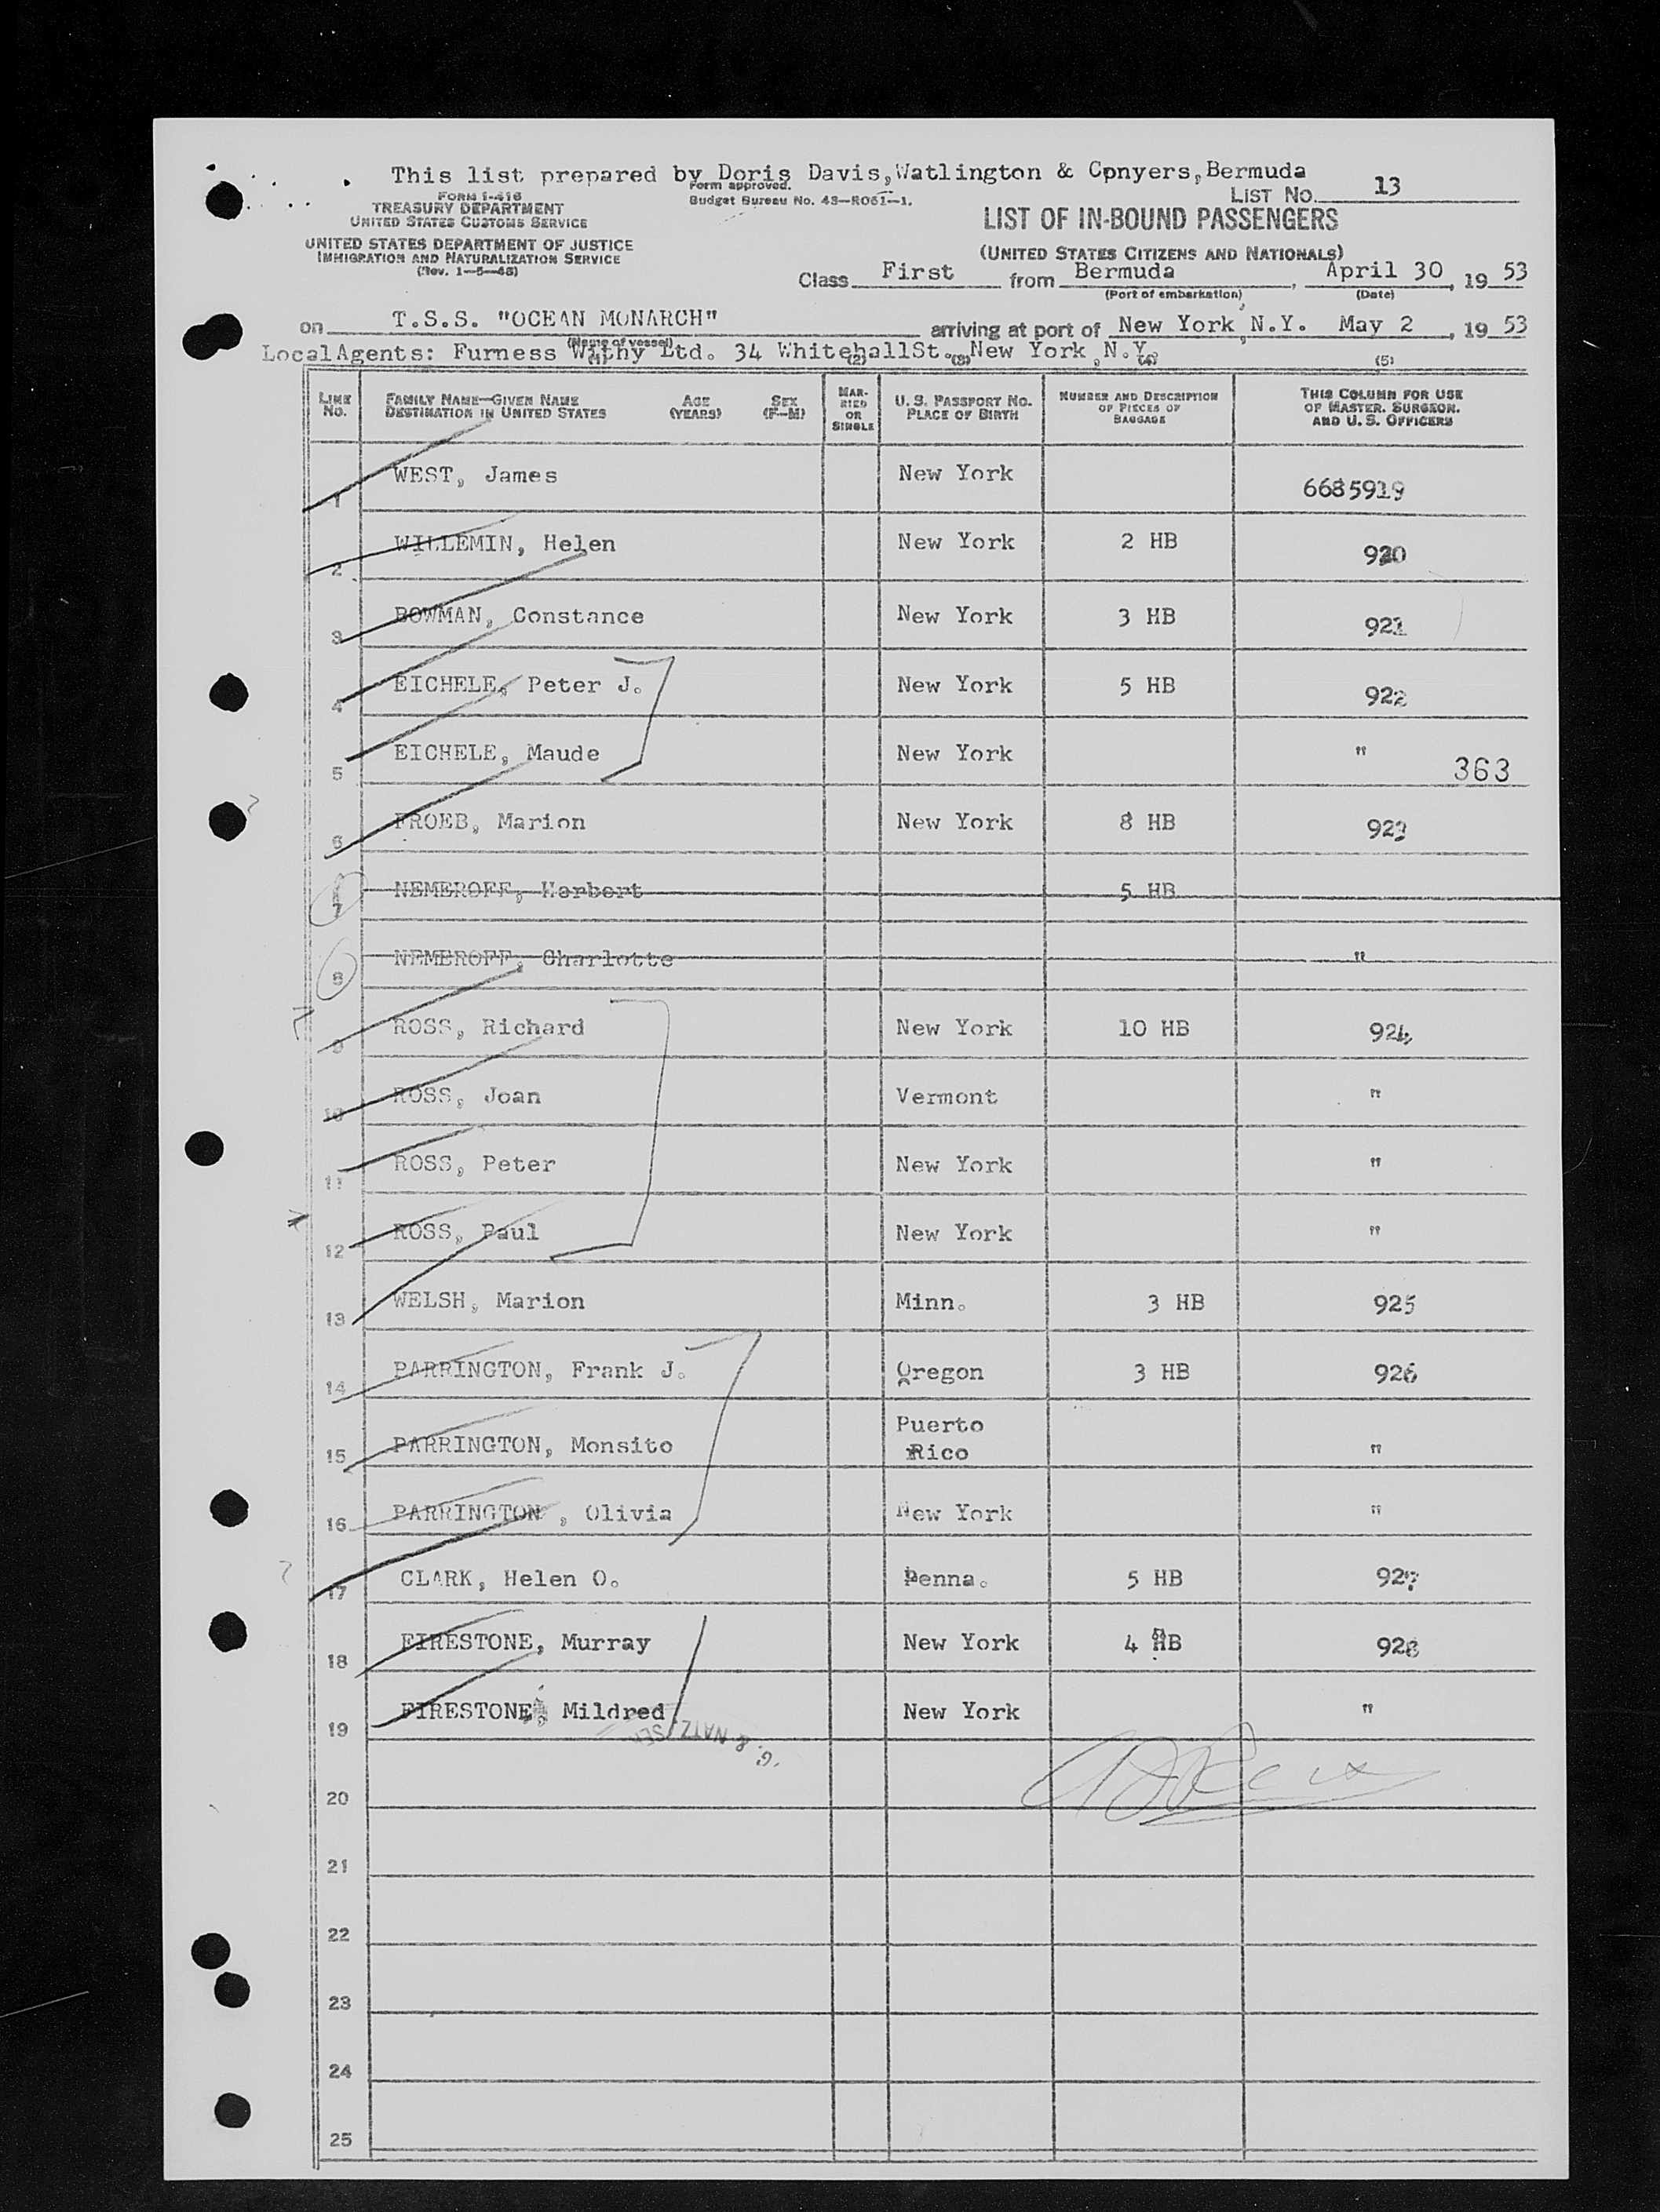 This list prepared by Doris Davis,Watlington & Cpnyers,Bermuda
FORM I-416
TREASURY DEPARTMENT
UNITED STATES CUSTOMS SERVICE
UNITED STATES DEPARTMENT OF JUSTICE
IMMIGRATION AND NATURALIZATION SERVICE
(Rev. 1-5-48)
Form approved.
Budget Bureau No. 43-R061-1.
LIST No. 13
LIST OF IN-BOUND PASSENGERS
(UNITED STATES CITIZENS AND NATIONALS)
Class First from Bermuda, April 30, 19 53
(Port of embarkation) (Date)
on T.S.S. "OCEAN MONARCH" arriving at port of New York, N.Y. May 2, 19 53
(Name of vessel)
LocalAgents: Furness Withy Ltd. 34 WhitehallSt. New York, N.Y.
(1) (2) (3) (4) (5)
LINE NO. FAMILY NAME—GIVEN NAME DESTINATION IN UNITED STATES AGE (YEARS) SEX (F-M) MARRIED OR SINGLE U. S. PASSPORT NO. PLACE OF BIRTH NUMBER AND DESCRIPTION OF PIECES OF BAGGAGE THIS COLUMN FOR USE OF MASTER, SURGEON, AND U. S. OFFICERS
1 WEST, James New York 6685919
2 WILLEMIN, Helen New York 2 HB 920
3 BOWMAN, Constance New York 3 HB 921
4 EICHELE, Peter J. New York 5 HB 922
5 EICHELE, Maude New York " 363
6 FROEB, Marion New York 8 HB 923
7 NEMEROFF, Herbert 5 HB
8 NEMEROFF, Charlotte "
9 ROSS, Richard New York 10 HB 924
10 ROSS, Joan Vermont "
11 ROSS, Peter New York "
12 ROSS, Paul New York "
13 WELSH, Marion Minn. 3 HB 925
14 PARRINGTON, Frank J. Oregon 3 HB 926
15 PARRINGTON, Monsito Puerto Rico "
16 PARRINGTON , Olivia New York "
17 CLARK, Helen O. Penna. 5 HB 927
18 FIRESTONE, Murray New York 4 HB 928
19 FIRESTONE, Mildred New York "
G. & NATZ. SER
20
21
22
23
24
25